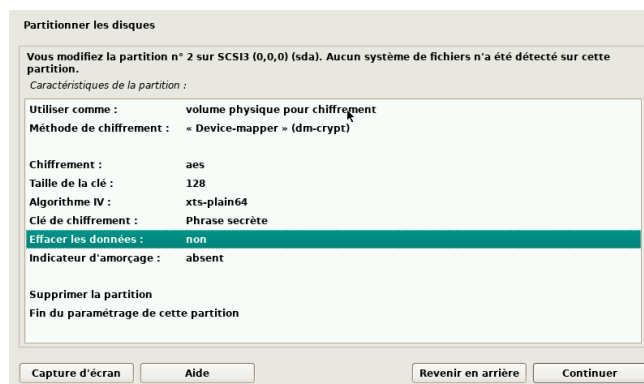 Partitionner les disques
Vous modifiez la partition n° 2 sur SCSI3 (0,0,0) (sda). Aucun système de fichiers n'a été détecté sur cette
partition.
Caractéristiques de la partition :
Utiliser comme : volume physique pour chiffrement
Méthode de chiffrement : « Device-mapper » (dm-crypt)
Chiffrement : aes
Taille de la clé : 128
Algorithme IV : xts-plain64
Clé de chiffrement : Phrase secrète
Effacer les données : non
Indicateur d'amorçage : absent
Supprimer la partition
Fin du paramétrage de cette partition
Capture d'écran Aide Revenir en arrière Continuer